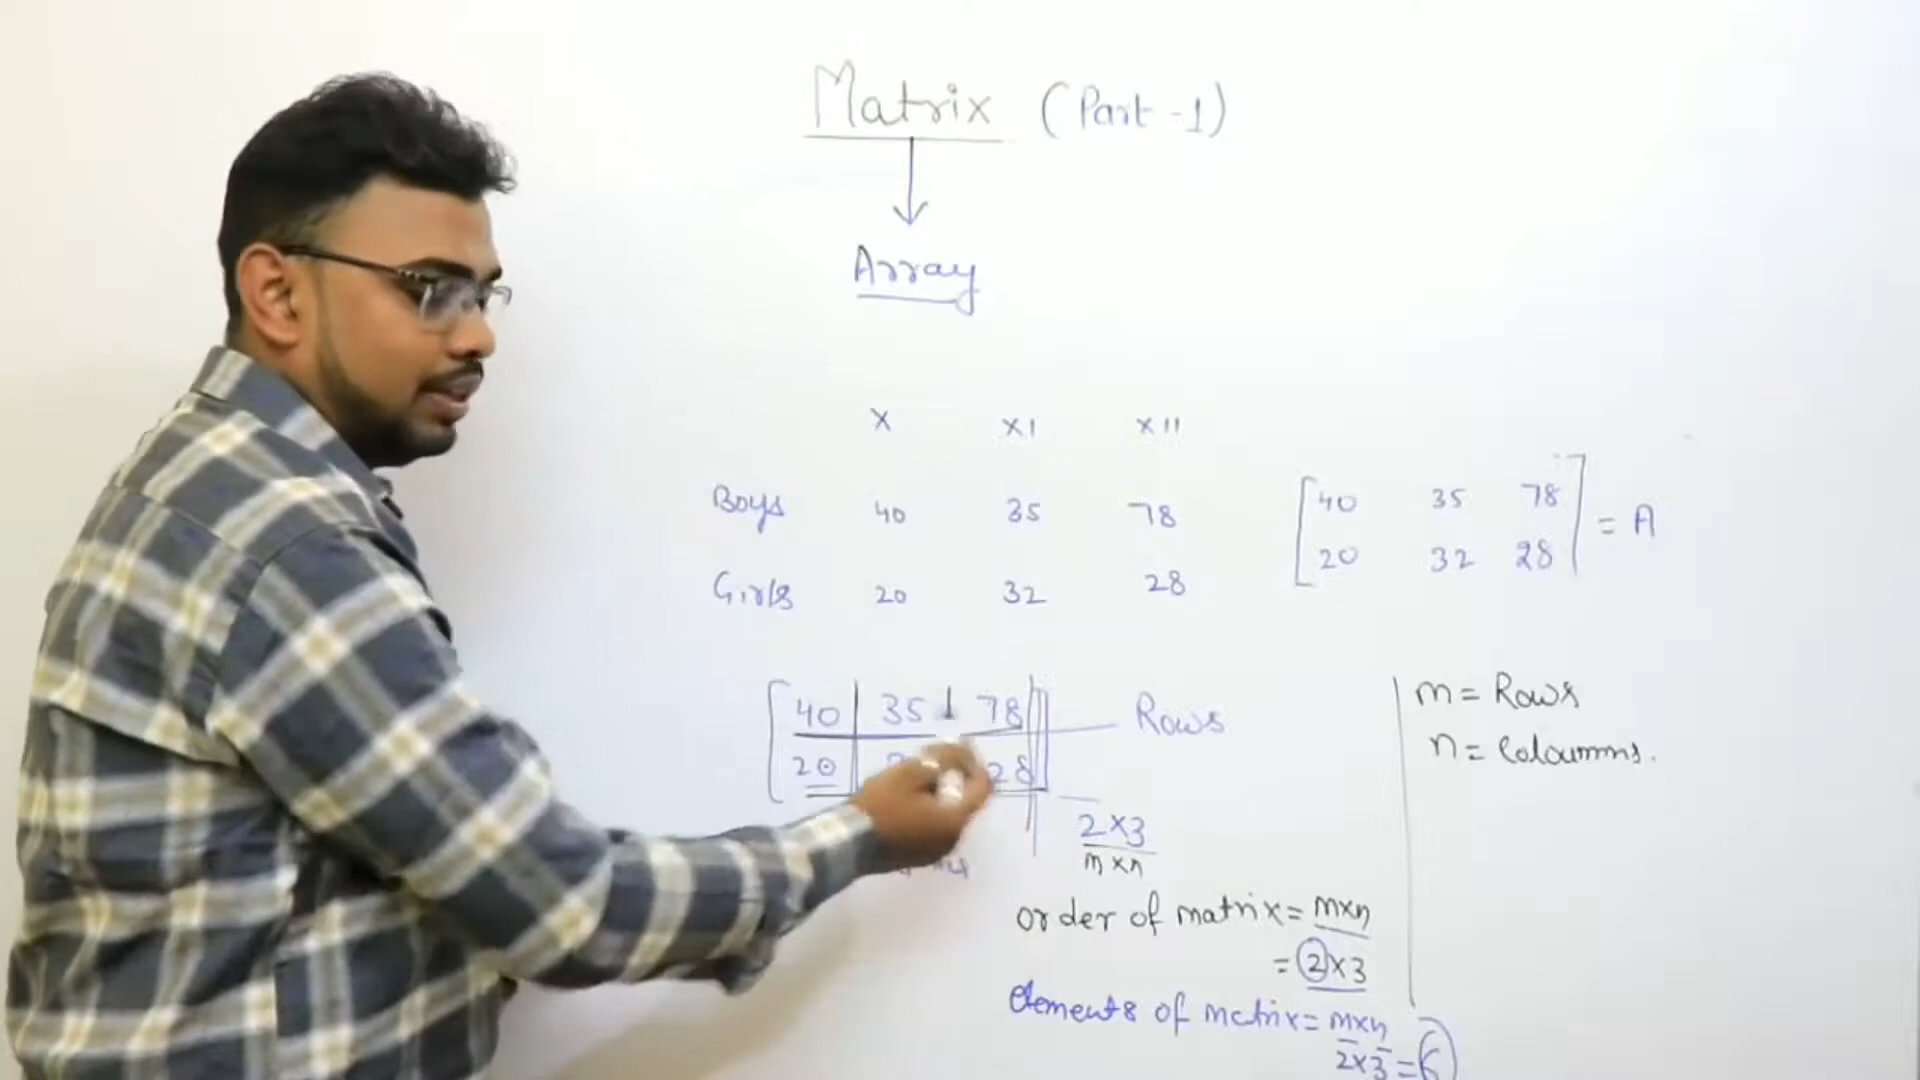 Matrix (Part-1)
Array
X XI XII
Boys 40 35 78
Girls 20 32 28
[40 35 78
20 32 28] = A
[40 35 78
20 28]
Rows
2x3
mxn
m = Rows
n = Coloumns.
order of matrix = mxn
= 2x3
Elements of matrix = mxn
2x3 = 6